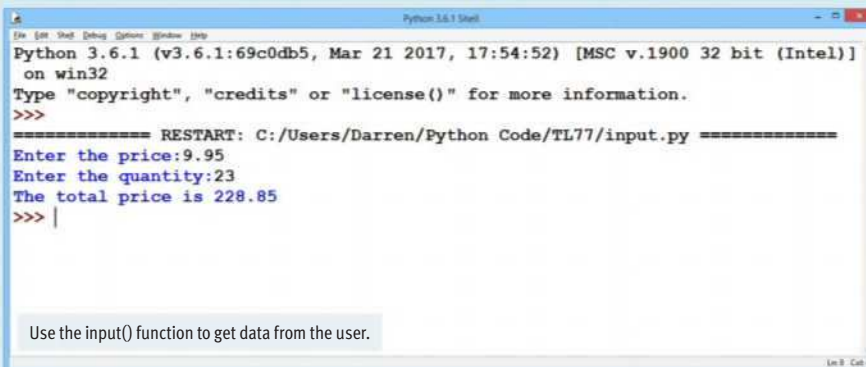 Python 3.6.1 Shell
File Edit Shell Debug Options Window Help
Python 3.6.1 (v3.6.1:69c0db5, Mar 21 2017, 17:54:52) [MSC v.1900 32 bit (Intel)]
on win32
Type "copyright", "credits" or "license()" for more information.
>>>
============= RESTART: C:/Users/Darren/Python Code/TL77/input.py =============
Enter the price:9.95
Enter the quantity:23
The total price is 228.85
>>>
Use the input() function to get data from the user.